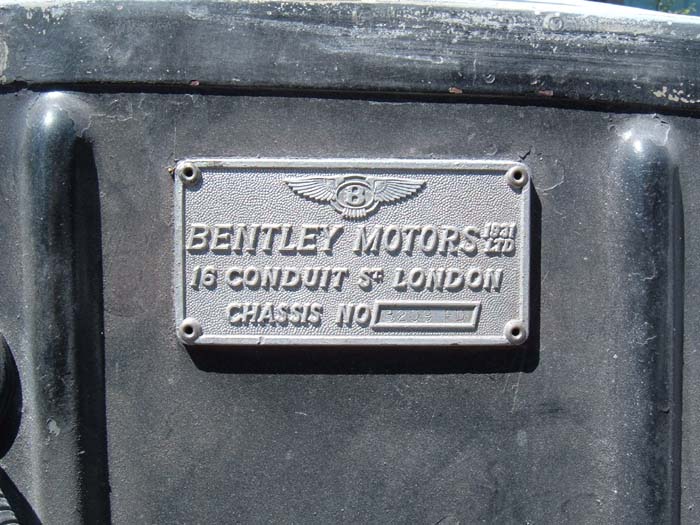 B
BENTLEY MOTORS 1931 LTD
16 CONDUIT ST LONDON
CHASSIS NO